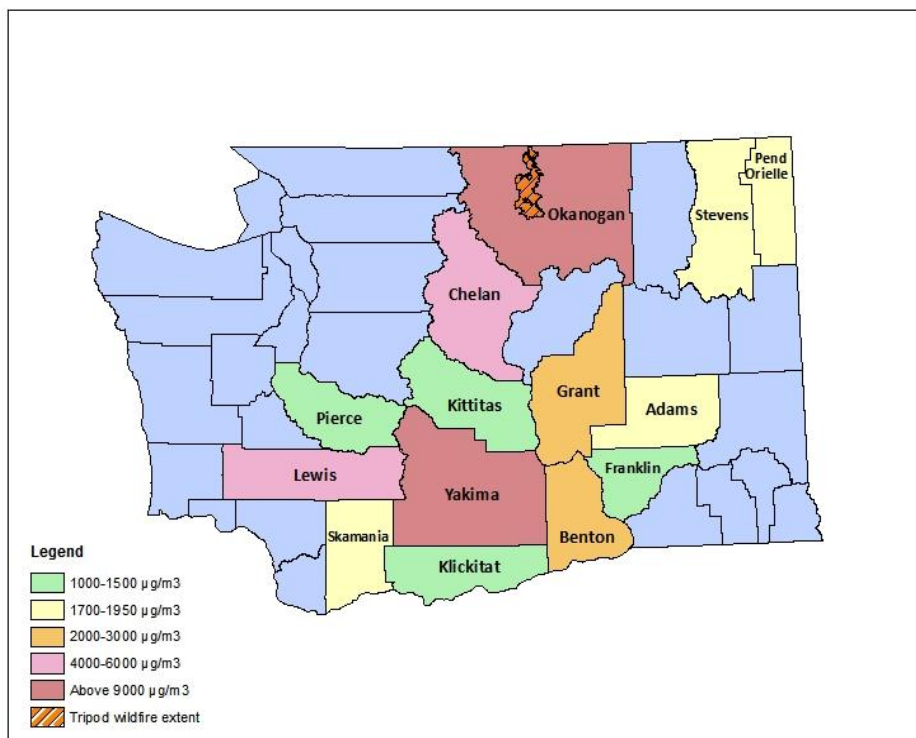 Pend
Orielle
Okanogan
Stevens
Chelan
Grant
Kittitas
Adams
Pierce
Franklin
Lewis
Yakima
Skamania
Benton
Klickitat
Legend
1000-1500 µg/m3
1700-1950 µg/m3
2000-3000 µg/m3
4000-6000 µg/m3
Above 9000 µg/m3
Tripod wildfire extent